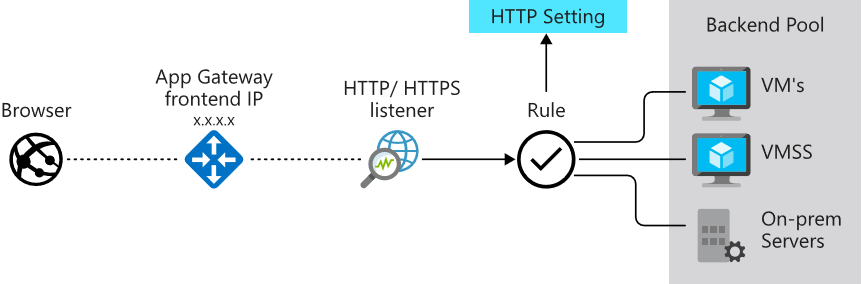 HTTP Setting
Backend Pool
Browser
App Gateway
frontend IP
x.x.x.x
HTTP/ HTTPS
listener
Rule
VM's
VMSS
On-prem
Servers